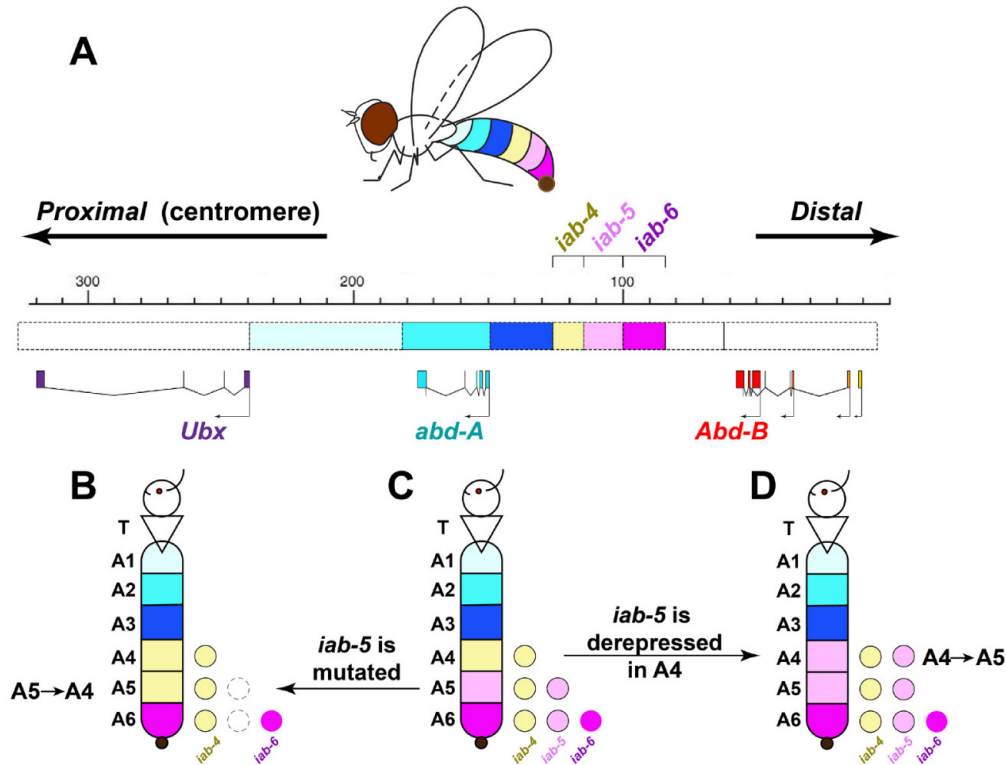 A
Proximal (centromere)
iab-4
iab-5
iab-6
Distal
300
200
100
Ubx
abd-A
Abd-B
B
C
D
T
A1
A2
A3
A4
A5
A6
A5→A4
iab-4
iab-6
iab-5 is
mutated
T
A1
A2
A3
A4
A5
A6
iab-4
iab-5
iab-6
iab-5 is
derepressed
in A4
T
A1
A2
A3
A4
A5
A6
A4→A5
iab-4
iab-5
iab-6